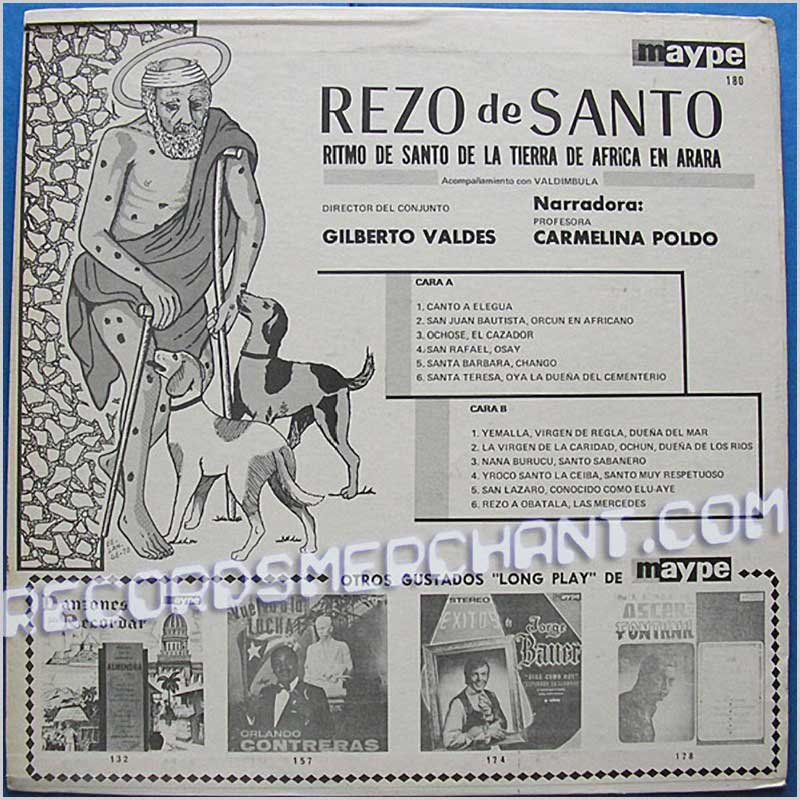 maype
180
REZO de SANTO
RITMO DE SANTO DE LA TIERRA DE AFRICA EN ARARA
Acompañamiento con VALDIMBULA
DIRECTOR DEL CONJUNTO
GILBERTO VALDES
Narradora:
PROFESORA
CARMELINA POLDO
CARA A
1. CANTO A ELEGUA
2. SAN JUAN BAUTISTA, ORCUN EN AFRICANO
3. OCHOSE, EL CAZADOR
4. SAN RAFAEL, OSAY
5. SANTA BARBARA, CHANGO
6. SANTA TERESA, OYA LA DUEÑA DEL CEMENTERIO
CARA B
1. YEMALLA, VIRGEN DE REGLA, DUEÑA DEL MAR
2. LA VIRGEN DE LA CARIDAD, OCHUN, DUEÑA DE LOS RIOS
3. NANA BURUCU, SANTO SABANERO
4. YROCO SANTO LA CEIBA, SANTO MUY RESPETUOSO
5. SAN LAZARO, CONOCIDO COMO ELU-AYE
6. REZO A OBATALA, LAS MERCEDES
RECORDSMERCHANT.COM
OTROS GUSTADOS "LONG PLAY" DE maype
Danzones
Recordar
maype
ALMENDRA
132
LUCHA
ORLANDO
CONTRERAS
157
STEREO
EXITOS
Jorge
Bauer
174
OSCAR
FONTANA
178